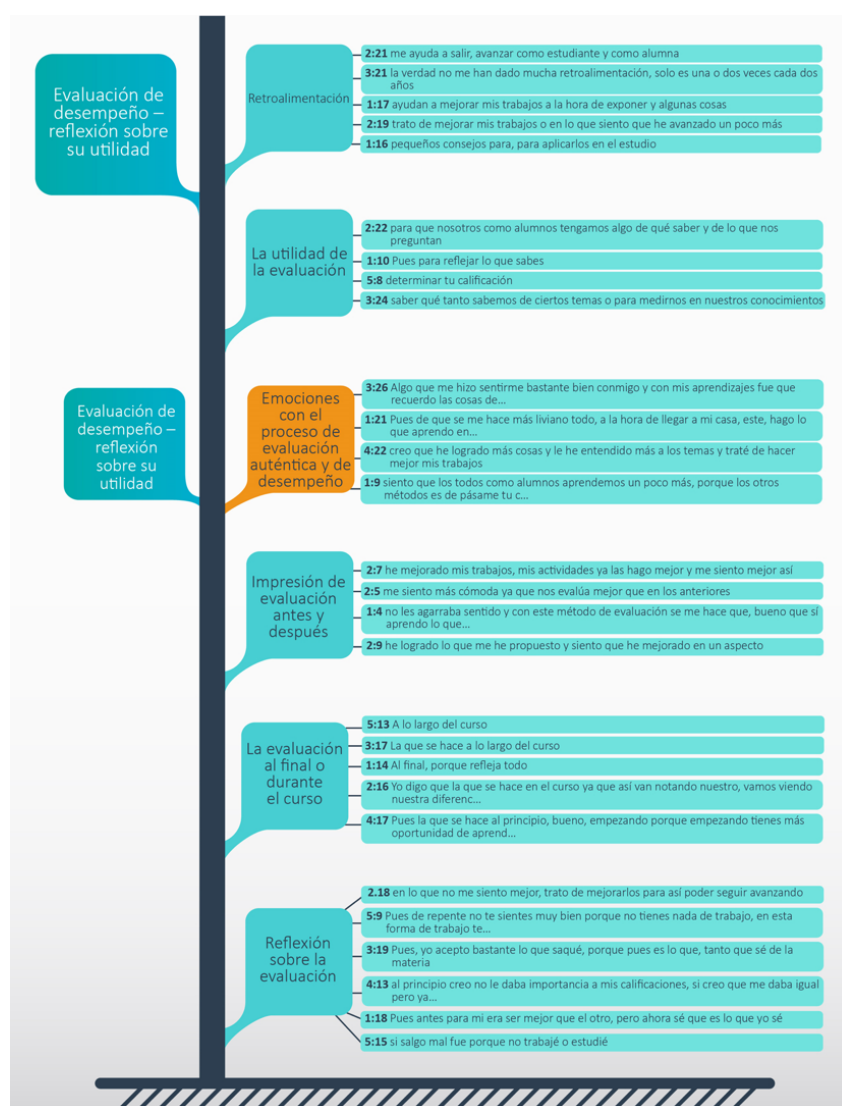 Evaluación de
desempeño –
reflexión sobre
su utilidad
Retroalimentación
2:21 me ayuda a salir, avanzar como estudiante y como alumna
3:21 la verdad no me han dado mucha retroalimentación, solo es una o dos veces cada dos
años
1:17 ayudan a mejorar mis trabajos a la hora de exponer y algunas cosas
2:19 trato de mejorar mis trabajos o en lo que siento que he avanzado un poco más
1:16 pequeños consejos para, para aplicarlos en el estudio
La utilidad de
la evaluación
2:22 para que nosotros como alumnos tengamos algo de qué saber y de lo que nos
preguntan
1:10 Pues para reflejar lo que sabes
5:8 determinar tu calificación
3:24 saber qué tanto sabemos de ciertos temas o para medirnos en nuestros conocimientos
Evaluación de
desempeño –
reflexión
sobre su
utilidad
Emociones
con el
proceso de
evaluación
auténtica y de
desempeño
3:26 Algo que me hizo sentirme bastante bien conmigo y con mis aprendizajes fue que
recuerdo las cosas de...
1:21 Pues de que se me hace más liviano todo, a la hora de llegar a mi casa, este, hago lo
que aprendo en...
4:22 creo que he logrado más cosas y le he entendido más a los temas y traté de hacer
mejor mis trabajos
1:9 siento que los todos como alumnos aprendemos un poco más, porque los otros
métodos es de pásame tu c...
Impresión de
evaluación
antes y
después
2:7 he mejorado mis trabajos, mis actividades ya las hago mejor y me siento mejor así
2:5 me siento más cómoda ya que nos evalúa mejor que en los anteriores
1:4 no les agarraba sentido y con este método de evaluación se me hace que, bueno que sí
aprendo lo que...
2:9 he logrado lo que me he propuesto y siento que he mejorado en un aspecto
La evaluación
al final o
durante
el curso
5:13 A lo largo del curso
3:17 La que se hace a lo largo del curso
1:14 Al final, porque refleja todo
2:16 Yo digo que la que se hace en el curso ya que así van notando nuestro, vamos viendo
nuestra diferenc...
4:17 Pues la que se hace al principio, bueno, empezando porque empezando tienes más
oportunidad de aprend...
Reflexión
sobre la
evaluación
2.18 en lo que no me siento mejor, trato de mejorarlos para así poder seguir avanzando
5:9 Pues de repente no te sientes muy bien porque no tienes nada de trabajo, en esta
forma de trabajo te...
3:19 Pues, yo acepto bastante lo que saqué, porque pues es lo que, tanto que sé de la
materia
4:13 al principio creo no le daba importancia a mis calificaciones, si creo que me daba igual
pero ya...
1:18 Pues antes para mi era ser mejor que el otro, pero ahora sé que es lo que yo sé
5:15 si salgo mal fue porque no trabajé o estudié